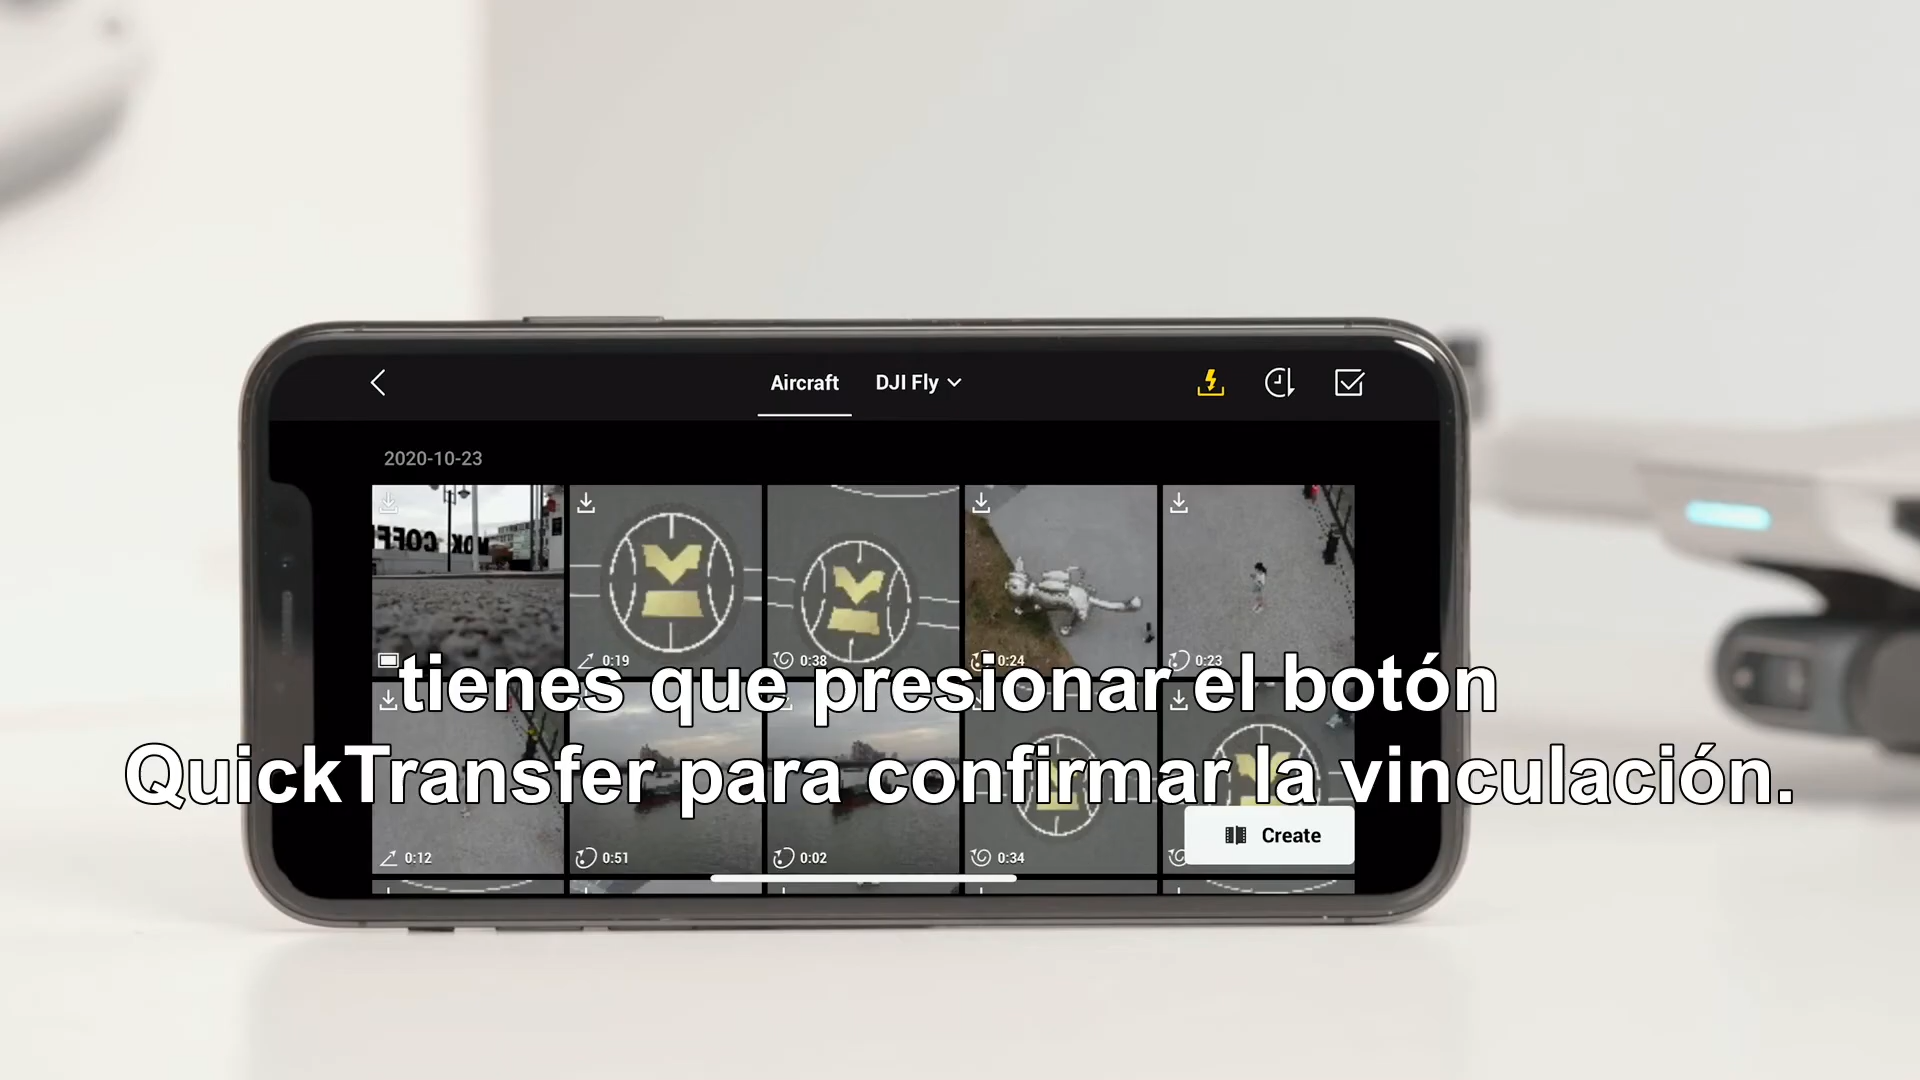 Aircraft DJI Fly
2020-10-23
0:19 0:38 0:24 0:23
tienes que presionar el botón
QuickTransfer para confirmar la vinculación.
Create
0:12 0:51 0:02 0:34